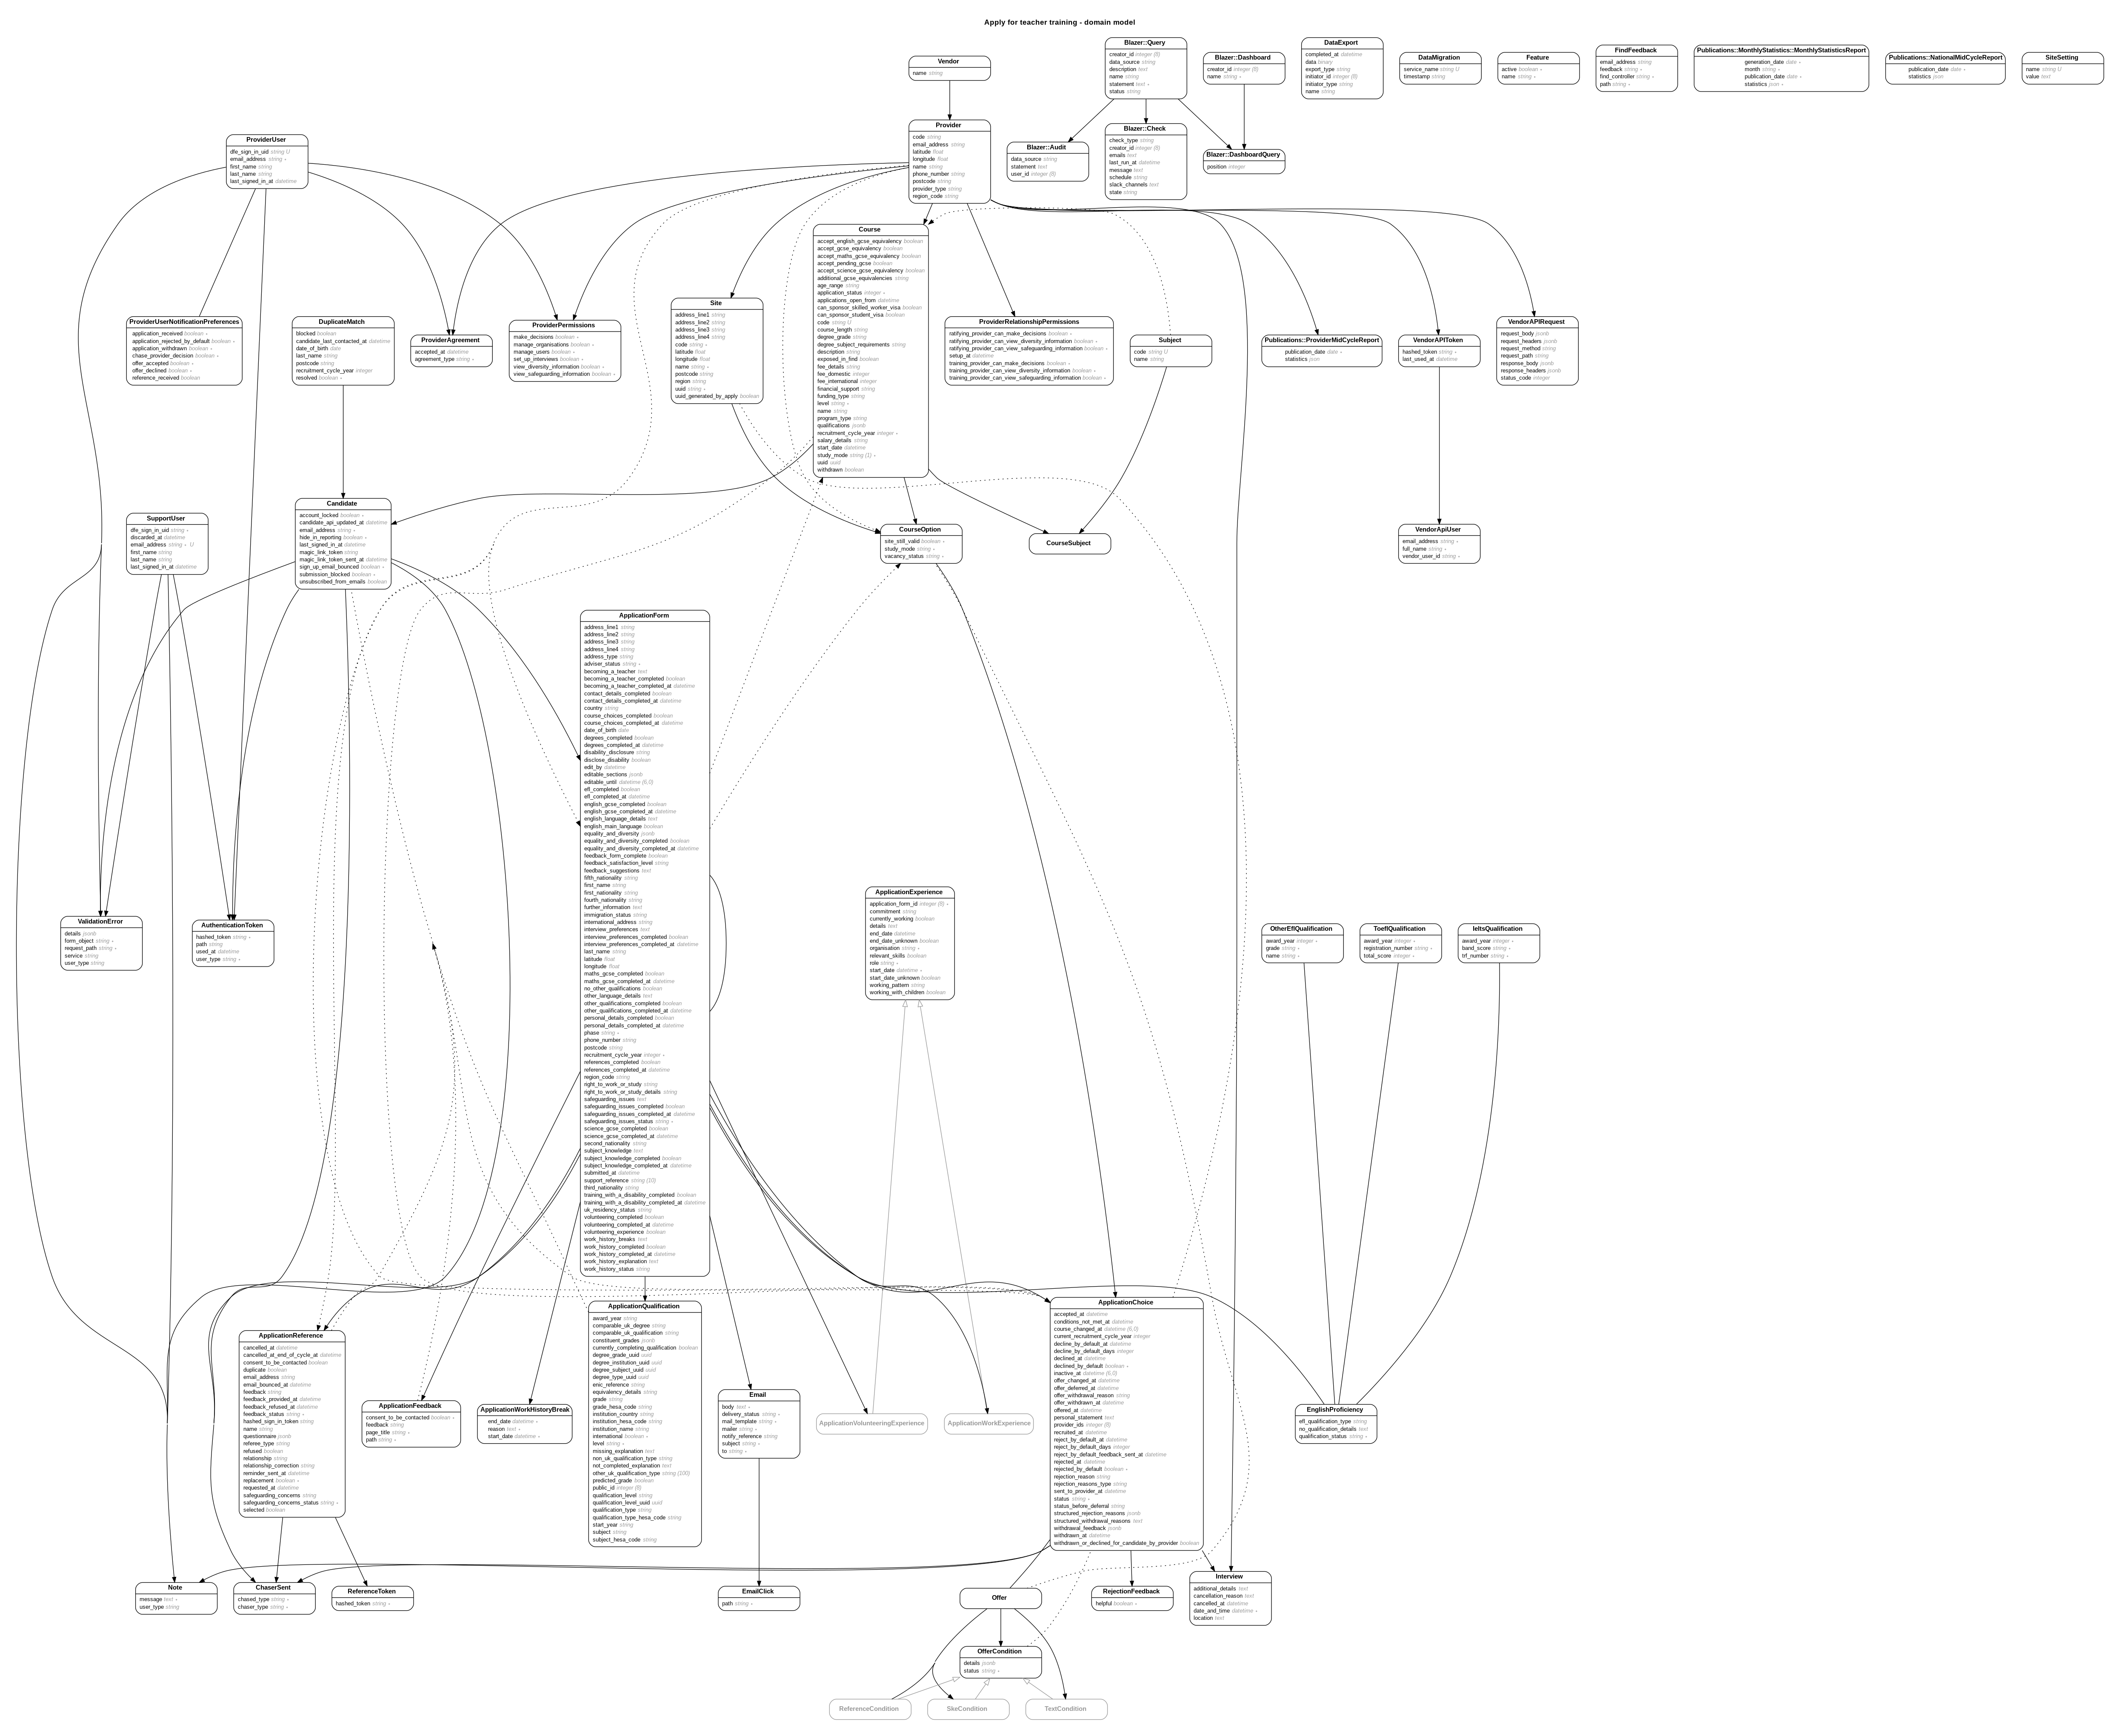 Apply for teacher training - domain model
Vendor
name string
Blazer::Query
creator_id integer (8)
data_source string
description text
name string
statement text ∗
status string
Blazer::Dashboard
creator_id integer (8)
name string ∗
DataExport
completed_at datetime
data binary
export_type string
initiator_id integer (8)
initiator_type string
name string
DataMigration
service_name string U
timestamp string
Feature
active boolean ∗
name string ∗
FindFeedback
email_address string
feedback string ∗
find_controller string ∗
path string ∗
Publications::MonthlyStatistics::MonthlyStatisticsReport
generation_date date ∗
month string ∗
publication_date date ∗
statistics json ∗
Publications::NationalMidCycleReport
publication_date date ∗
statistics json
SiteSetting
name string U
value text
ProviderUser
dfe_sign_in_uid string U
email_address string ∗
first_name string
last_name string
last_signed_in_at datetime
Provider
code string
email_address string
latitude float
longitude float
name string
phone_number string
postcode string
provider_type string
region_code string
Blazer::Audit
data_source string
statement text
user_id integer (8)
Blazer::Check
check_type string
creator_id integer (8)
emails text
last_run_at datetime
message text
schedule string
slack_channels text
state string
Blazer::DashboardQuery
position integer
ProviderUserNotificationPreferences
application_received boolean ∗
application_rejected_by_default boolean ∗
application_withdrawn boolean ∗
chase_provider_decision boolean ∗
offer_accepted boolean ∗
offer_declined boolean ∗
reference_received boolean
DuplicateMatch
blocked boolean
candidate_last_contacted_at datetime
date_of_birth date
last_name string
postcode string
recruitment_cycle_year integer
resolved boolean ∗
ProviderAgreement
accepted_at datetime
agreement_type string ∗
ProviderPermissions
make_decisions boolean ∗
manage_organisations boolean ∗
manage_users boolean ∗
set_up_interviews boolean ∗
view_diversity_information boolean ∗
view_safeguarding_information boolean ∗
Site
address_line1 string
address_line2 string
address_line3 string
address_line4 string
code string ∗
latitude float
longitude float
name string ∗
postcode string
region string
uuid string ∗
uuid_generated_by_apply boolean
Course
accept_english_gcse_equivalency boolean
accept_gcse_equivalency boolean
accept_maths_gcse_equivalency boolean
accept_pending_gcse boolean
accept_science_gcse_equivalency boolean
additional_gcse_equivalencies string
age_range string
application_status integer ∗
applications_open_from datetime
can_sponsor_skilled_worker_visa boolean
can_sponsor_student_visa boolean
code string U
course_length string
degree_grade string
degree_subject_requirements string
description string
exposed_in_find boolean
fee_details string
fee_domestic integer
fee_international integer
financial_support string
funding_type string
level string ∗
name string
program_type string
qualifications jsonb
recruitment_cycle_year integer ∗
salary_details string
start_date datetime
study_mode string (1) ∗
uuid uuid
withdrawn boolean
ProviderRelationshipPermissions
ratifying_provider_can_make_decisions boolean ∗
ratifying_provider_can_view_diversity_information boolean ∗
ratifying_provider_can_view_safeguarding_information boolean ∗
setup_at datetime
training_provider_can_make_decisions boolean ∗
training_provider_can_view_diversity_information boolean ∗
training_provider_can_view_safeguarding_information boolean ∗
Subject
code string U
name string
Publications::ProviderMidCycleReport
publication_date date ∗
statistics json
VendorAPIToken
hashed_token string ∗
last_used_at datetime
VendorAPIRequest
request_body jsonb
request_headers jsonb
request_method string
request_path string
response_body jsonb
response_headers jsonb
status_code integer
Candidate
account_locked boolean ∗
candidate_api_updated_at datetime
email_address string ∗
hide_in_reporting boolean ∗
last_signed_in_at datetime
magic_link_token string
magic_link_token_sent_at datetime
sign_up_email_bounced boolean ∗
submission_blocked boolean ∗
unsubscribed_from_emails boolean
SupportUser
dfe_sign_in_uid string ∗
discarded_at datetime
email_address string ∗ U
first_name string
last_name string
last_signed_in_at datetime
CourseOption
site_still_valid boolean ∗
study_mode string ∗
vacancy_status string ∗
CourseSubject
VendorApiUser
email_address string ∗
full_name string ∗
vendor_user_id string ∗
ApplicationForm
address_line1 string
address_line2 string
address_line3 string
address_line4 string
address_type string
adviser_status string ∗
becoming_a_teacher text
becoming_a_teacher_completed boolean
becoming_a_teacher_completed_at datetime
contact_details_completed boolean
contact_details_completed_at datetime
country string
course_choices_completed boolean
course_choices_completed_at datetime
date_of_birth date
degrees_completed boolean
degrees_completed_at datetime
disability_disclosure string
disclose_disability boolean
edit_by datetime
editable_sections jsonb
editable_until datetime (6,0)
efl_completed boolean
efl_completed_at datetime
english_gcse_completed boolean
english_gcse_completed_at datetime
english_language_details text
english_main_language boolean
equality_and_diversity jsonb
equality_and_diversity_completed boolean
equality_and_diversity_completed_at datetime
feedback_form_complete boolean
feedback_satisfaction_level string
feedback_suggestions text
fifth_nationality string
first_name string
first_nationality string
fourth_nationality string
further_information text
immigration_status string
international_address string
interview_preferences text
interview_preferences_completed boolean
interview_preferences_completed_at datetime
last_name string
latitude float
longitude float
maths_gcse_completed boolean
maths_gcse_completed_at datetime
no_other_qualifications boolean
other_language_details text
other_qualifications_completed boolean
other_qualifications_completed_at datetime
personal_details_completed boolean
personal_details_completed_at datetime
phase string ∗
phone_number string
postcode string
recruitment_cycle_year integer ∗
references_completed boolean
references_completed_at datetime
region_code string
right_to_work_or_study string
right_to_work_or_study_details string
safeguarding_issues text
safeguarding_issues_completed boolean
safeguarding_issues_completed_at datetime
safeguarding_issues_status string ∗
science_gcse_completed boolean
science_gcse_completed_at datetime
second_nationality string
subject_knowledge text
subject_knowledge_completed boolean
subject_knowledge_completed_at datetime
submitted_at datetime
support_reference string (10)
third_nationality string
training_with_a_disability_completed boolean
training_with_a_disability_completed_at datetime
uk_residency_status string
volunteering_completed boolean
volunteering_completed_at datetime
volunteering_experience boolean
work_history_breaks text
work_history_completed boolean
work_history_completed_at datetime
work_history_explanation text
work_history_status string
ValidationError
details jsonb
form_object string ∗
request_path string ∗
service string
user_type string
AuthenticationToken
hashed_token string ∗
path string
used_at datetime
user_type string ∗
ApplicationExperience
application_form_id integer (8) ∗
commitment string
currently_working boolean
details text
end_date datetime
end_date_unknown boolean
organisation string ∗
relevant_skills boolean
role string ∗
start_date datetime ∗
start_date_unknown boolean
working_pattern string
working_with_children boolean
OtherEflQualification
award_year integer ∗
grade string ∗
name string ∗
ToeflQualification
award_year integer ∗
registration_number string ∗
total_score integer ∗
IeltsQualification
award_year integer ∗
band_score string ∗
trf_number string ∗
ApplicationReference
cancelled_at datetime
cancelled_at_end_of_cycle_at datetime
consent_to_be_contacted boolean
duplicate boolean
email_address string
email_bounced_at datetime
feedback string
feedback_provided_at datetime
feedback_refused_at datetime
feedback_status string ∗
hashed_sign_in_token string
name string
questionnaire jsonb
referee_type string
refused boolean
relationship string
relationship_correction string
reminder_sent_at datetime
replacement boolean ∗
requested_at datetime
safeguarding_concerns string
safeguarding_concerns_status string ∗
selected boolean
ApplicationFeedback
consent_to_be_contacted boolean ∗
feedback string
page_title string ∗
path string ∗
ApplicationWorkHistoryBreak
end_date datetime ∗
reason text ∗
start_date datetime ∗
ApplicationQualification
award_year string
comparable_uk_degree string
comparable_uk_qualification string
constituent_grades jsonb
currently_completing_qualification boolean
degree_grade_uuid uuid
degree_institution_uuid uuid
degree_subject_uuid uuid
degree_type_uuid uuid
enic_reference string
equivalency_details string
grade string
grade_hesa_code string
institution_country string
institution_hesa_code string
institution_name string
international boolean ∗
level string ∗
missing_explanation text
non_uk_qualification_type string
not_completed_explanation text
other_uk_qualification_type string (100)
predicted_grade boolean
public_id integer (8)
qualification_level string
qualification_level_uuid uuid
qualification_type string
qualification_type_hesa_code string
start_year string
subject string
subject_hesa_code string
Email
body text ∗
delivery_status string ∗
mail_template string ∗
mailer string ∗
notify_reference string
subject string ∗
to string ∗
ApplicationVolunteeringExperience
ApplicationWorkExperience
ApplicationChoice
accepted_at datetime
conditions_not_met_at datetime
course_changed_at datetime (6,0)
current_recruitment_cycle_year integer
decline_by_default_at datetime
decline_by_default_days integer
declined_at datetime
declined_by_default boolean ∗
inactive_at datetime (6,0)
offer_changed_at datetime
offer_deferred_at datetime
offer_withdrawal_reason string
offer_withdrawn_at datetime
offered_at datetime
personal_statement text
provider_ids integer (8)
recruited_at datetime
reject_by_default_at datetime
reject_by_default_days integer
reject_by_default_feedback_sent_at datetime
rejected_at datetime
rejected_by_default boolean ∗
rejection_reason string
rejection_reasons_type string
sent_to_provider_at datetime
status string ∗
status_before_deferral string
structured_rejection_reasons jsonb
structured_withdrawal_reasons text
withdrawal_feedback jsonb
withdrawn_at datetime
withdrawn_or_declined_for_candidate_by_provider boolean
EnglishProficiency
efl_qualification_type string
no_qualification_details text
qualification_status string ∗
Note
message text ∗
user_type string
ChaserSent
chased_type string ∗
chaser_type string ∗
ReferenceToken
hashed_token string ∗
EmailClick
path string ∗
Offer
RejectionFeedback
helpful boolean ∗
Interview
additional_details text
cancellation_reason text
cancelled_at datetime
date_and_time datetime ∗
location text
OfferCondition
details jsonb
status string ∗
ReferenceCondition
SkeCondition
TextCondition